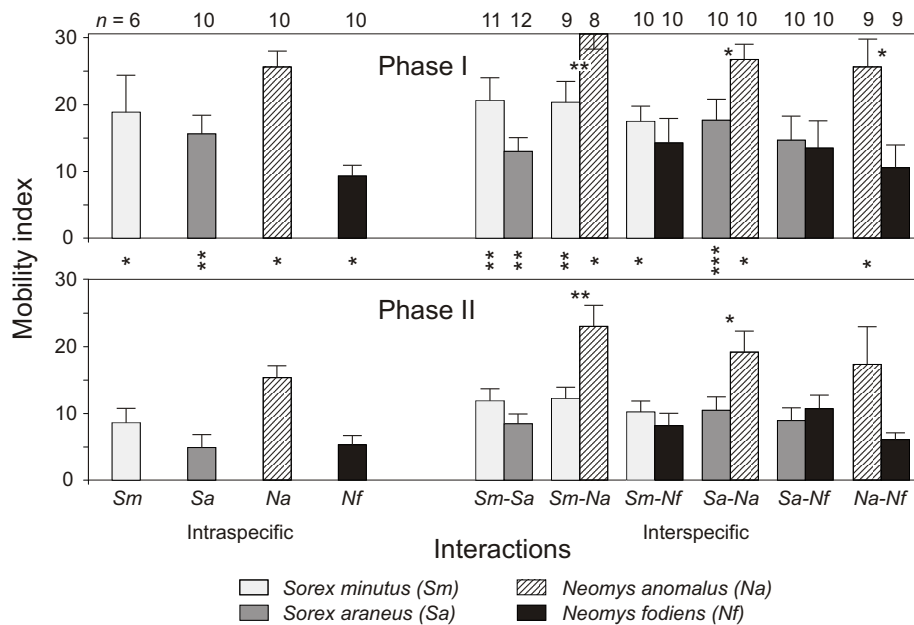 n = 6 10 10 10 11 12 9 8 10 10 10 10 10 10 9 9
30
Phase I
** * *
20
10
0
* ** * * ** ** ** * * *** * *
30
Phase II
** *
20
10
0
Mobility index
Sm Sa Na Nf Sm-Sa Sm-Na Sm-Nf Sa-Na Sa-Nf Na-Nf
Intraspecific Interspecific
Interactions
Sorex minutus (Sm) Neomys anomalus (Na)
Sorex araneus (Sa) Neomys fodiens (Nf)